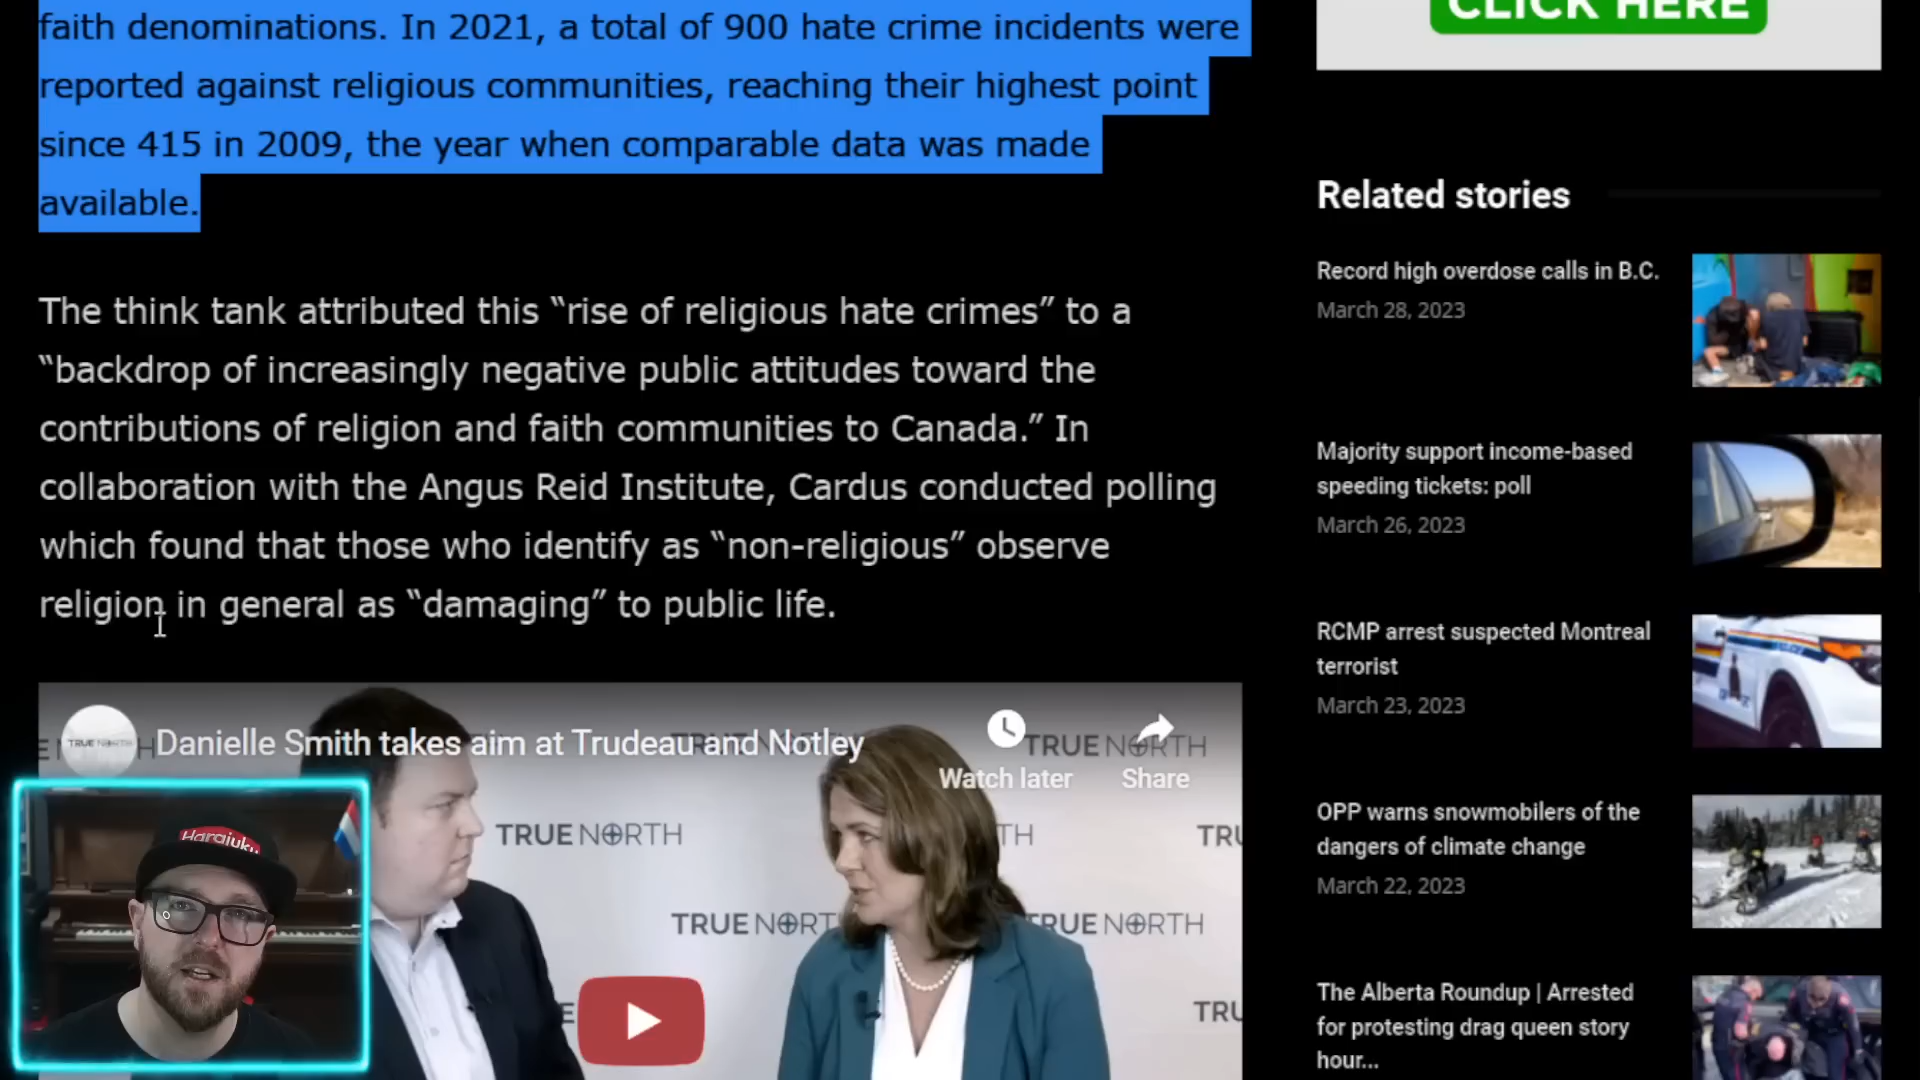 faith denominations. In 2021, a total of 900 hate crime incidents were
reported against religious communities, reaching their highest point
since 415 in 2009, the year when comparable data was made
available.
The think tank attributed this “rise of religious hate crimes” to a
“backdrop of increasingly negative public attitudes toward the
contributions of religion and faith communities to Canada.” In
collaboration with the Angus Reid Institute, Cardus conducted polling
which found that those who identify as “non-religious” observe
religion in general as “damaging” to public life.
TRUE NORTH
Danielle Smith takes aim at Trudeau and Notley
Watch later
Share
TRUE NORTH
TRUE NORTH
TH
TRU
TRUE NORT
TRUE NORTH
TRU
Harajuku
CLICK HERE
Related stories
Record high overdose calls in B.C.
March 28, 2023
Majority support income-based
speeding tickets: poll
March 26, 2023
RCMP arrest suspected Montreal
terrorist
March 23, 2023
OPP warns snowmobilers of the
dangers of climate change
March 22, 2023
The Alberta Roundup | Arrested
for protesting drag queen story
hour...